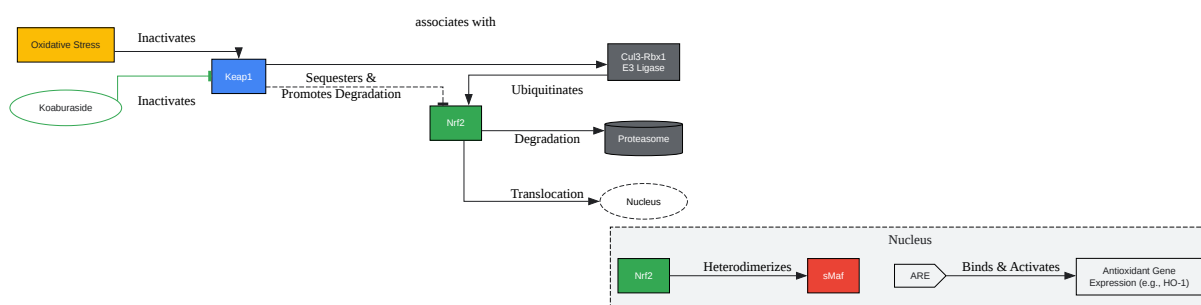 associates with
Inactivates
Oxidative Stress
Cul3-Rbx1
E3 Ligase
Keap1
Sequesters &
Promotes Degradation
Ubiquitinates
Inactivates
Koaburaside
Nrf2
Degradation
Proteasome
Translocation
Nucleus
Nucleus
Nrf2
Heterodimerizes
sMaf
ARE
Binds & Activates
Antioxidant Gene
Expression (e.g., HO-1)